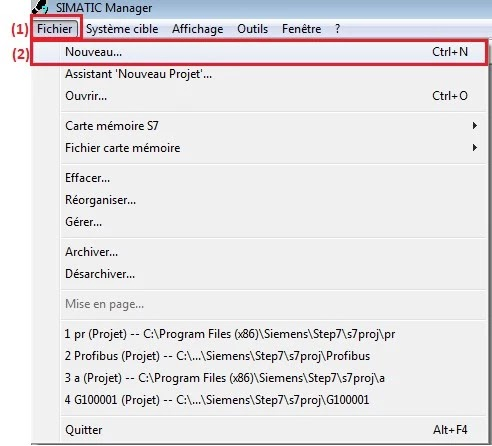 SIMATIC Manager
(1) Fichier Système cible Affichage Outils Fenêtre ?
(2) Nouveau... Ctrl+N
Assistant 'Nouveau Projet'...
Ouvrir... Ctrl+O
Carte mémoire S7
Fichier carte mémoire
Effacer...
Réorganiser...
Gérer...
Archiver...
Désarchiver...
Mise en page...
1 pr (Projet) -- C:\Program Files (x86)\Siemens\Step7\s7proj\pr
2 Profibus (Projet) -- C:\...\Siemens\Step7\s7proj\Profibus
3 a (Projet) -- C:\Program Files (x86)\Siemens\Step7\s7proj\a
4 G100001 (Projet) -- C:\...\Siemens\Step7\s7proj\G100001
Quitter Alt+F4